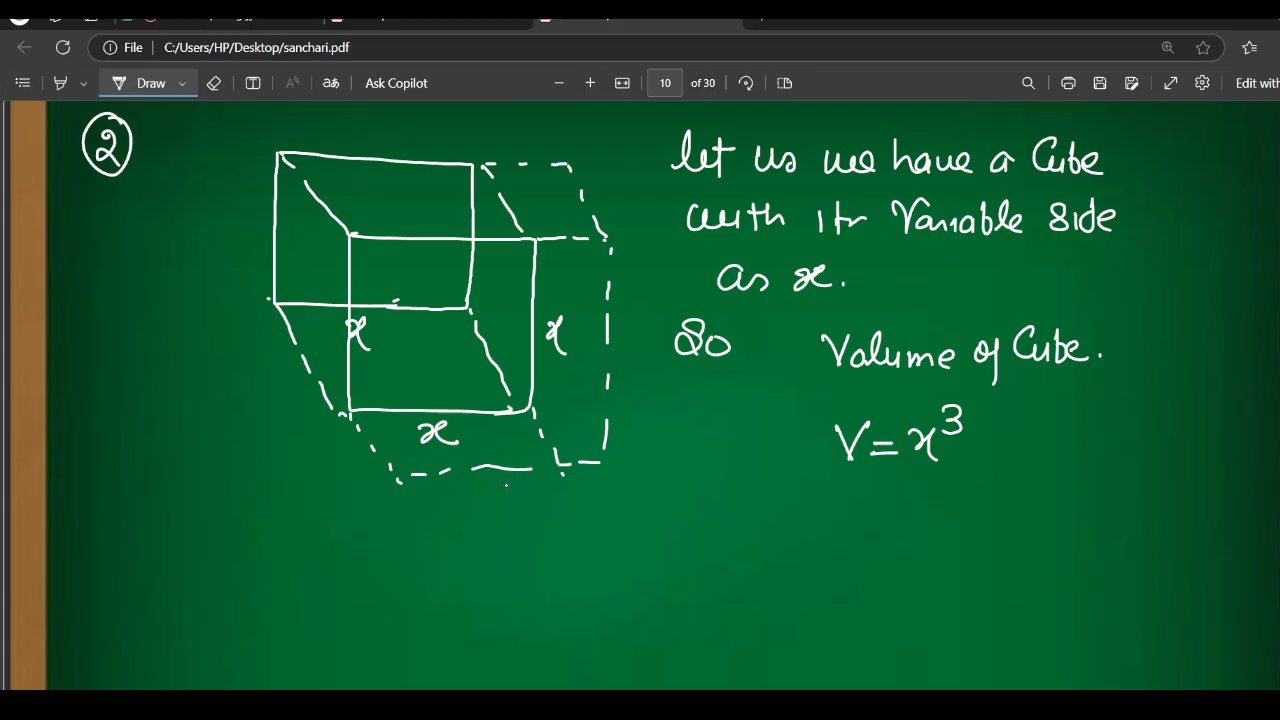 File C:/Users/HP/Desktop/sanchari.pdf
Draw Ask Copilot 10 of 30 Edit with
2
let us we have a Cube
with its Variable Side
as x.
So Volume of Cube.
V = x³
x
x
x